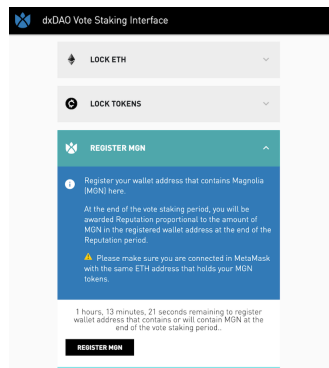 dxDAO Vote Staking Interface
LOCK ETH
LOCK TOKENS
REGISTER MGN
Register your wallet address that contains Magnolia
(MGN) here.
At the end of the vote staking period, you will be
awarded Reputation proportional to the amount of
MGN in the registered wallet address at the end of the
Reputation period.
Please make sure you are connected in MetaMask
with the same ETH address that holds your MGN
tokens.
1 hours, 13 minutes, 21 seconds remaining to register
wallet address that contains or will contain MGN at the
end of the vote staking period..
REGISTER MGN